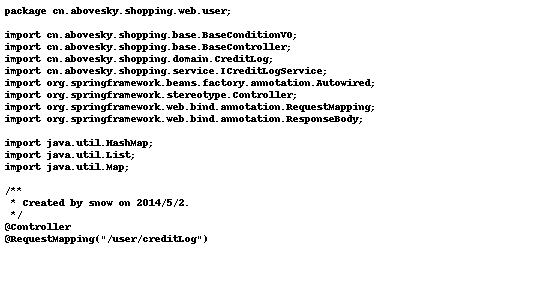 package cn.abovesky.shopping.web.user;
import cn.abovesky.shopping.base.BaseConditionVO;
import cn.abovesky.shopping.base.BaseController;
import cn.abovesky.shopping.domain.CreditLog;
import cn.abovesky.shopping.service.ICreditLogService;
import org.springframework.beans.factory.annotation.Autowired;
import org.springframework.stereotype.Controller;
import org.springframework.web.bind.annotation.RequestMapping;
import org.springframework.web.bind.annotation.ResponseBody;
import java.util.HashMap;
import java.util.List;
import java.util.Map;
/**
 * Created by snow on 2014/5/2.
 */
@Controller
@RequestMapping("/user/creditLog")